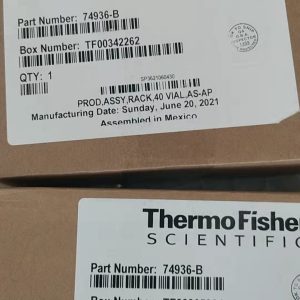 Part Number: 74936-B
Box Number: TF00342262
QTY: 1
SP3621060430
PROD,ASSY,RACK,40 VIAL,AS-AP
Manufacturing Date: Sunday, June 20, 2021
Assembled in Mexico
ThermoFisher
SCIENTIFIC
Part Number: 74936-B